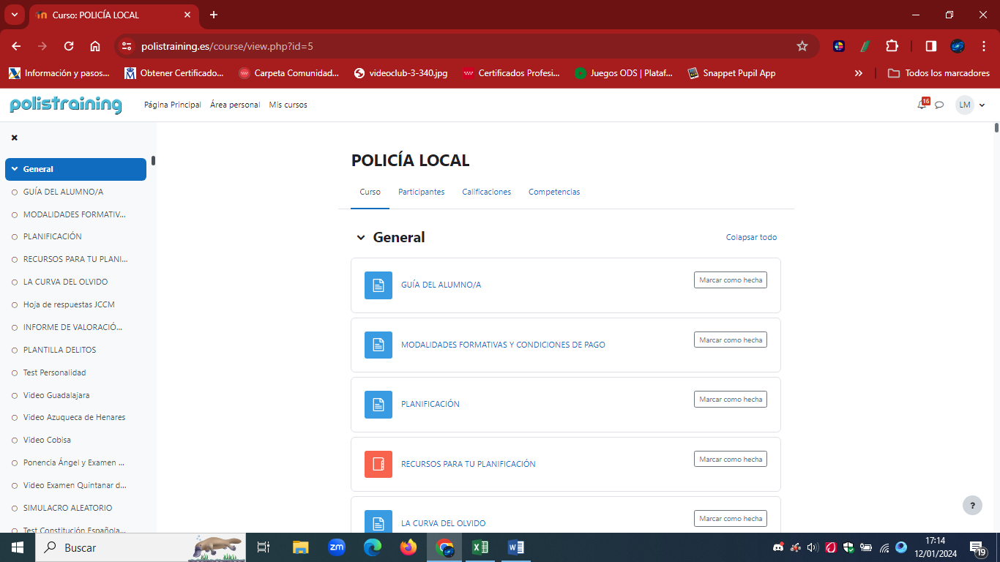 Curso: POLICÍA LOCAL
polistraining.es/course/view.php?id=5
Información y pasos...
Obtener Certificado...
Carpeta Comunidad...
videoclub-3-340.jpg
Certificados Profesi...
Juegos ODS | Plataf...
Snappet Pupil App
Todos los marcadores
polistraining
Página Principal
Área personal
Mis cursos
16
LM
General
GUÍA DEL ALUMNO/A
MODALIDADES FORMATIV...
PLANIFICACIÓN
RECURSOS PARA TU PLANI...
LA CURVA DEL OLVIDO
Hoja de respuestas JCCM
INFORME DE VALORACIÓ...
PLANTILLA DELITOS
Test Personalidad
Video Guadalajara
Video Azuqueca de Henares
Video Cobisa
Ponencia Ángel y Examen ...
Video Examen Quintanar d...
SIMULACRO ALEATORIO
Test Constitución Española...
POLICÍA LOCAL
Curso
Participantes
Calificaciones
Competencias
General
Colapsar todo
GUÍA DEL ALUMNO/A
Marcar como hecha
MODALIDADES FORMATIVAS Y CONDICIONES DE PAGO
Marcar como hecha
PLANIFICACIÓN
Marcar como hecha
RECURSOS PARA TU PLANIFICACIÓN
Marcar como hecha
LA CURVA DEL OLVIDO
Marcar como hecha
?
Buscar
zm
17:14
12/01/2024
19